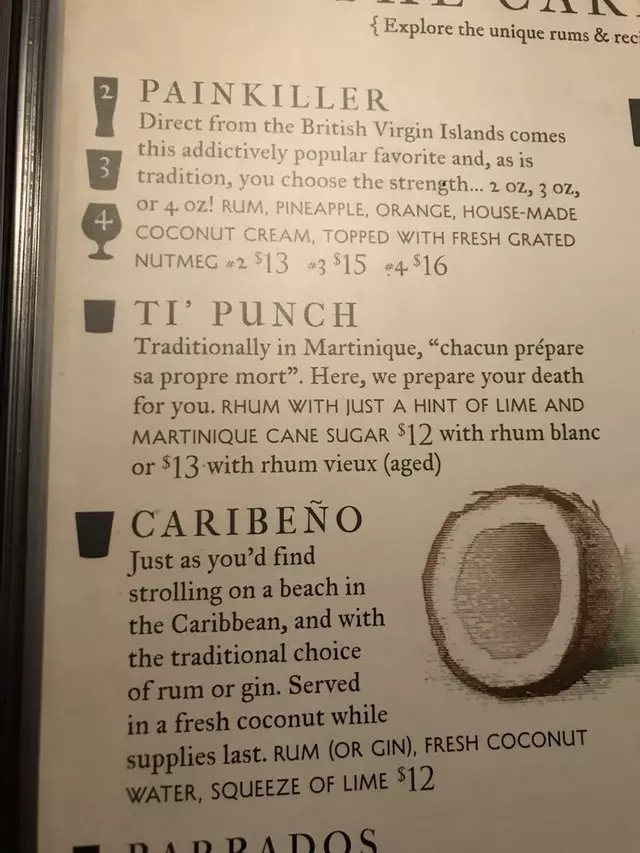 THE CAR
{ Explore the unique rums & rec
2
PAINKILLER
Direct from the British Virgin Islands comes
3
this addictively popular favorite and, as is
tradition, you choose the strength... 2 oz, 3 oz,
4
or 4 oz! RUM, PINEAPPLE, ORANGE, HOUSE-MADE
COCONUT CREAM, TOPPED WITH FRESH GRATED
NUTMEG #2 $13 #3 $15 #4 $16
TI' PUNCH
Traditionally in Martinique, “chacun prépare
sa propre mort”. Here, we prepare your death
for you. RHUM WITH JUST A HINT OF LIME AND
MARTINIQUE CANE SUGAR $12 with rhum blanc
or $13 with rhum vieux (aged)
CARIBEÑO
Just as you'd find
strolling on a beach in
the Caribbean, and with
the traditional choice
of rum or gin. Served
in a fresh coconut while
supplies last. RUM (OR GIN), FRESH COCONUT
WATER, SQUEEZE OF LIME $12
BARBADOS